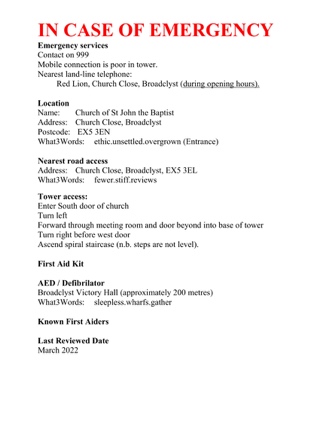 IN CASE OF EMERGENCY
Emergency services
Contact on 999
Mobile connection is poor in tower.
Nearest land-line telephone:
Red Lion, Church Close, Broadclyst (during opening hours).
Location
Name: Church of St John the Baptist
Address: Church Close, Broadclyst
Postcode: EX5 3EN
What3Words: ethic.unsettled.overgrown (Entrance)
Nearest road access
Address: Church Close, Broadclyst, EX5 3EL
What3Words: fewer.stiff.reviews
Tower access:
Enter South door of church
Turn left
Forward through meeting room and door beyond into base of tower
Turn right before west door
Ascend spiral staircase (n.b. steps are not level).
First Aid Kit
AED / Defibrilator
Broadclyst Victory Hall (approximately 200 metres)
What3Words: sleepless.wharfs.gather
Known First Aiders
Last Reviewed Date
March 2022